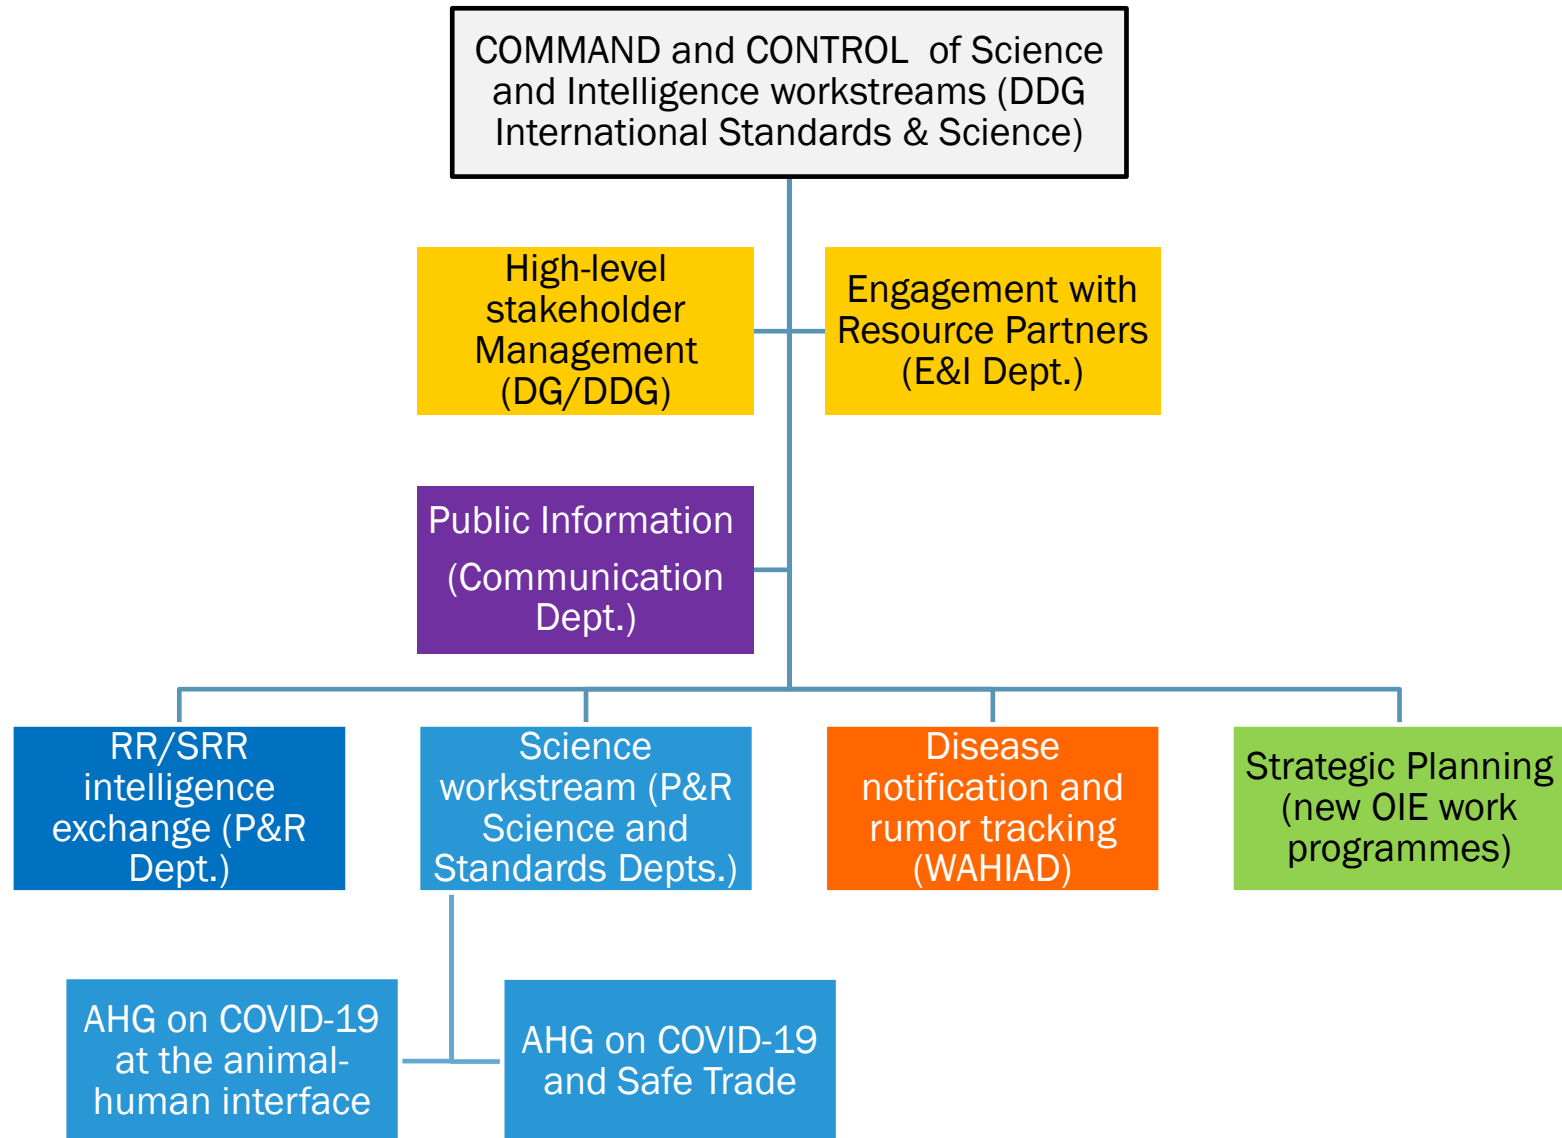 COMMAND and CONTROL  of Science
and Intelligence workstreams (DDG
International Standards & Science)
High-level
stakeholder
Management
(DG/DDG)
Engagement with
Resource Partners
(E&I Dept.)
Public Information
(Communication
Dept.)
RR/SRR
intelligence
exchange (P&R
Dept.)
Science
workstream (P&R
Science and
Standards Depts.)
Disease
notification and
rumor tracking
(WAHIAD)
Strategic Planning
(new OIE work
programmes)
AHG on COVID-19
at the animal-
human interface
AHG on COVID-19
and Safe Trade